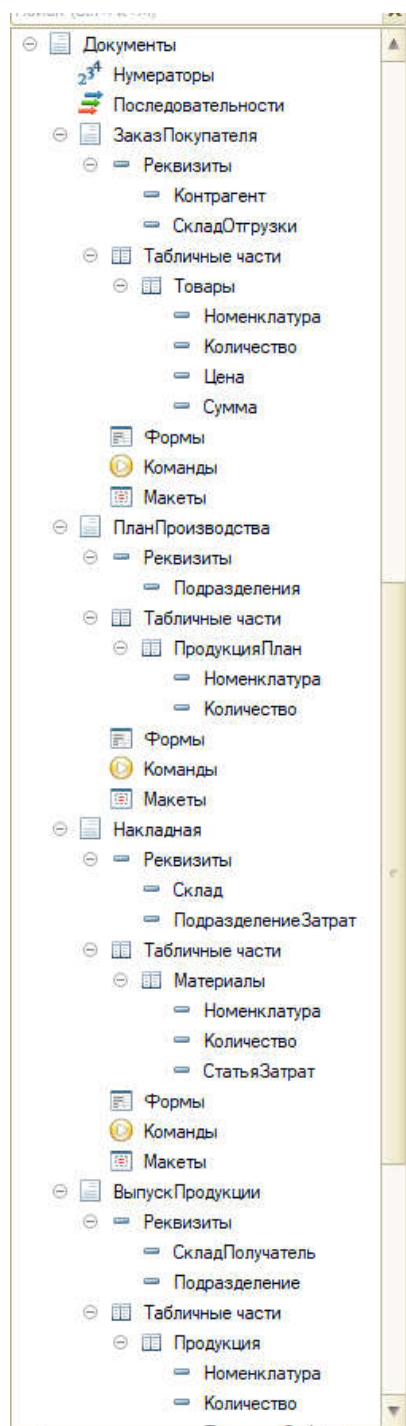 Документы
Нумераторы
Последовательности
ЗаказПокупателя
Реквизиты
Контрагент
СкладОтгрузки
Табличные части
Товары
Номенклатура
Количество
Цена
Сумма
Формы
Команды
Макеты
ПланПроизводства
Реквизиты
Подразделения
Табличные части
ПродукцияПлан
Номенклатура
Количество
Формы
Команды
Макеты
Накладная
Реквизиты
Склад
ПодразделениеЗатрат
Табличные части
Материалы
Номенклатура
Количество
СтатьяЗатрат
Формы
Команды
Макеты
ВыпускПродукции
Реквизиты
СкладПолучатель
Подразделение
Табличные части
Продукция
Номенклатура
Количество